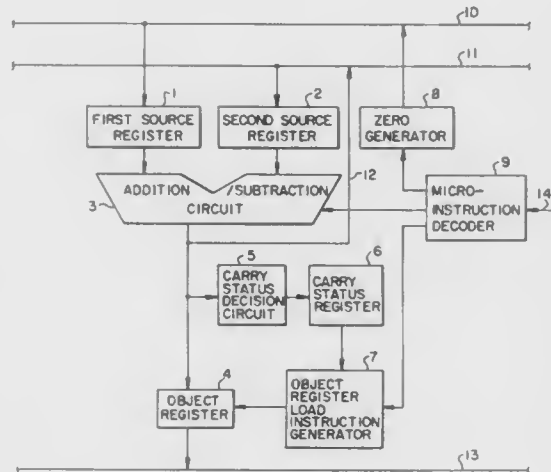 10
11
1
2
8
FIRST SOURCE
REGISTER
SECOND SOURCE
REGISTER
ZERO
GENERATOR
9
12
ADDITION /SUBTRACTION
CIRCUIT
3
MICRO-
INSTRUCTION
DECODER
14
5
6
CARRY
STATUS
DECISION
CIRCUIT
CARRY
STATUS
REGISTER
7
4
OBJECT
REGISTER
OBJECT
REGISTER
LOAD
INSTRUCTION
GENERATOR
13